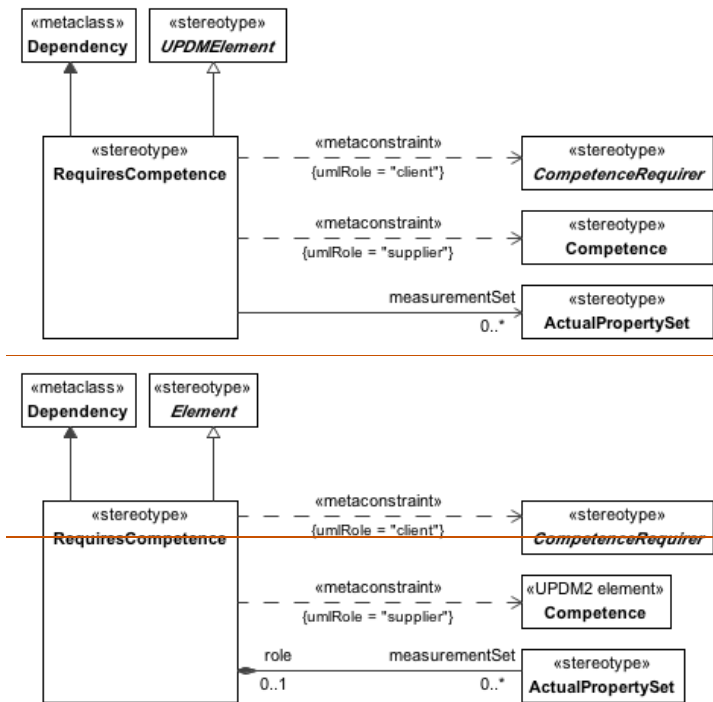 «metaclass»
Dependency
«stereotype»
UPDMElement
«stereotype»
RequiresCompetence
«metaconstraint»
{umlRole = "client"}
«stereotype»
CompetenceRequirer
«metaconstraint»
{umlRole = "supplier"}
«stereotype»
Competence
measurementSet
0..*
«stereotype»
ActualPropertySet
«metaclass»
Dependency
«stereotype»
Element
«stereotype»
RequiresCompetence
«metaconstraint»
{umlRole = "client"}
«stereotype»
CompetenceRequirer
«metaconstraint»
{umlRole = "supplier"}
«UPDM2 element»
Competence
role
0..1
measurementSet
0..*
«stereotype»
ActualPropertySet